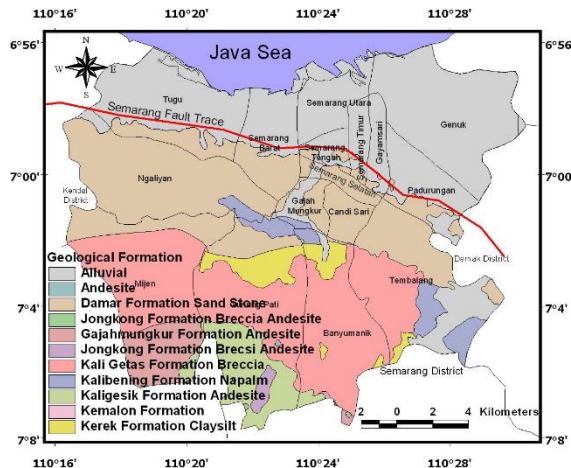 110°16' 110°20' 110°24' 110°28'
6°56' 6°56'
N
W E
S
Java Sea
Tugu
Semarang Utara
Semarang Fault Trace
Genuk
Semarang Barat
Semarang Tengah
Semarang Timur
Gayamsari
7°00' 7°00'
Ngaliyan
Semarang Selatan
Padurungan
Kendal District
Gajah Mungkur
Candi Sari
Demak District
Geological Formation
Alluvial
Andesite
Mijen
Tembalang
7°4' 7°4'
Damar Formation Sand Stone
Pati
Jongkong Formation Breccia Andesite
Gajahmungkur Formation Andesite
Banyumanik
Jongkong Formation Brecsi Andesite
Kali Getas Formation Breccia
Semarang District
Kalibening Formation Napalm
Kaligesik Formation Andesite
Kemalon Formation
2 0 2 4 Kilometers
Kerek Formation Claysilt
7°8' 7°8'
110°16' 110°20' 110°24' 110°28'